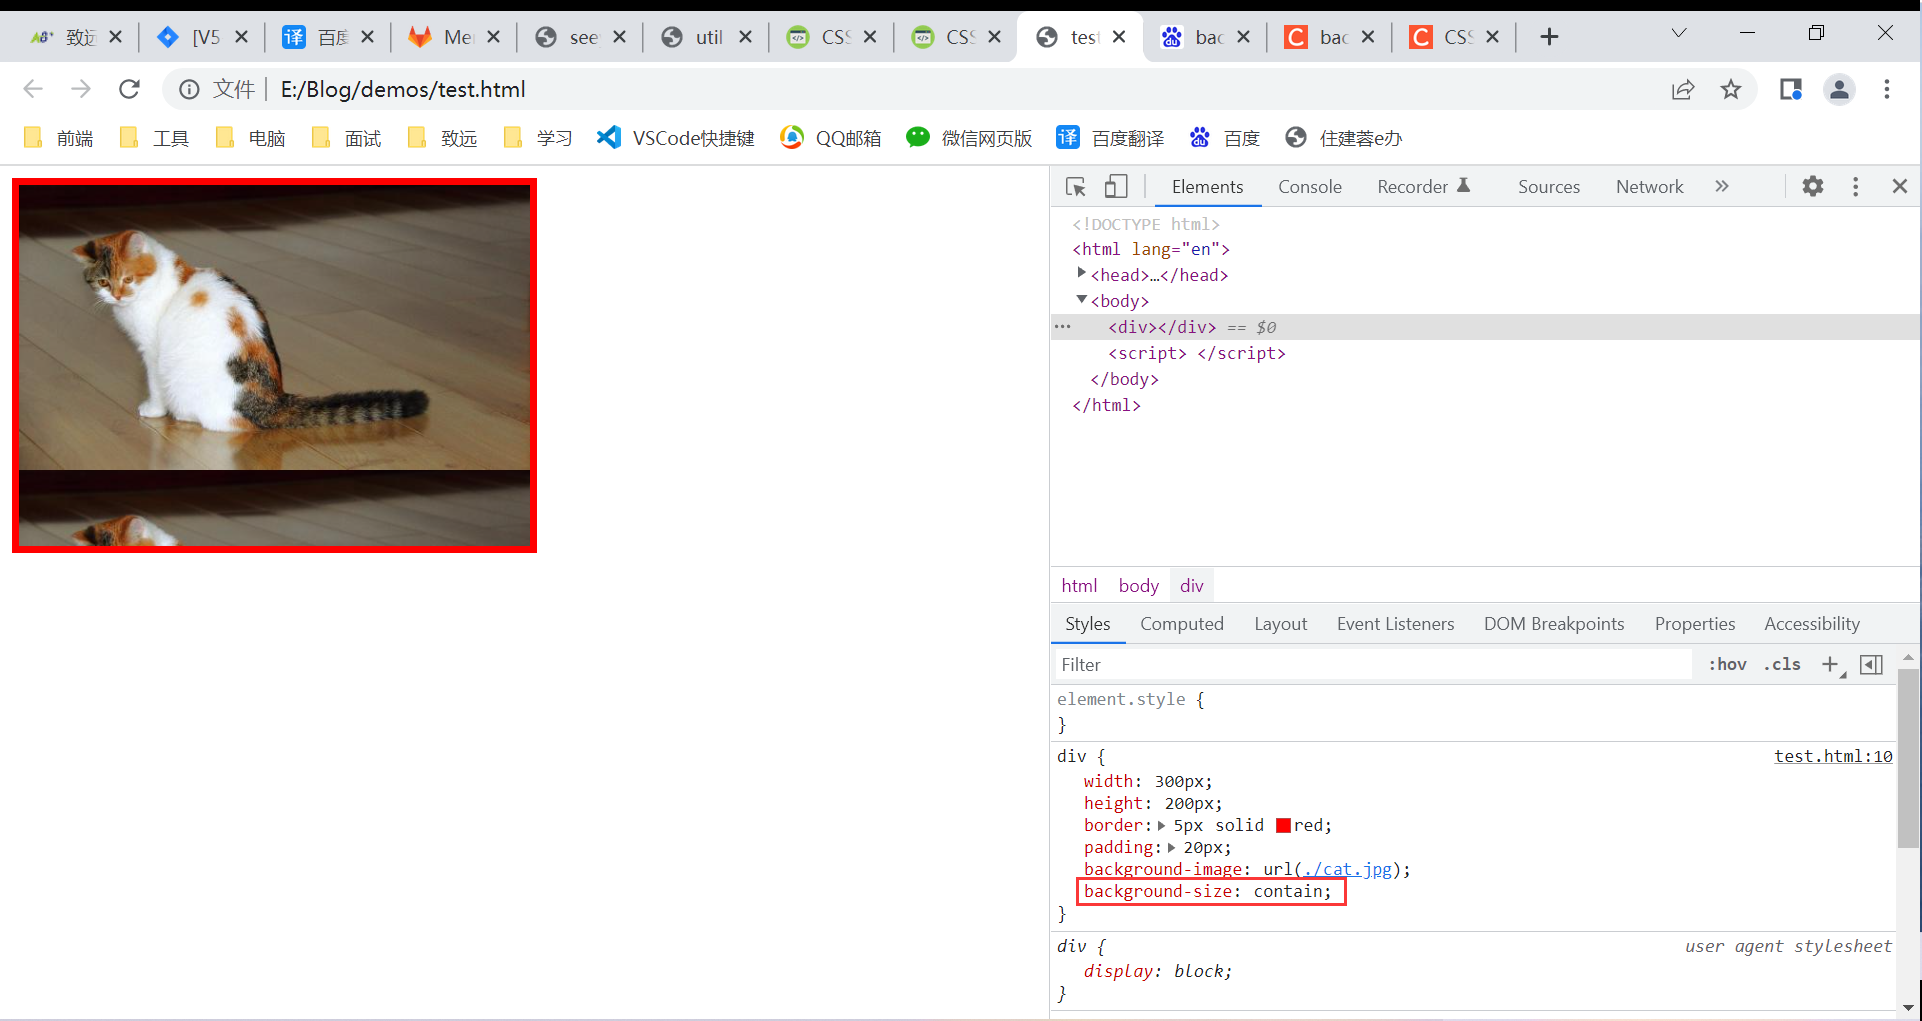 致远 [V5 百度 Me see util CSS CSS test bac bac CSS
文件 E:/Blog/demos/test.html
前端 工具 电脑 面试 致远 学习 VSCode快捷键 QQ邮箱 微信网页版 译 百度翻译 百度 住建蓉e办
Elements Console Recorder Sources Network »
<!DOCTYPE html>
<html lang="en">
<head>…</head>
<body>
··· <div></div> == $0
<script> </script>
</body>
</html>
html body div
Styles Computed Layout Event Listeners DOM Breakpoints Properties Accessibility
Filter :hov .cls
element.style {
}
div { test.html:10
width: 300px;
height: 200px;
border: 5px solid red;
padding: 20px;
background-image: url(./cat.jpg);
background-size: contain;
}
div { user agent stylesheet
display: block;
}